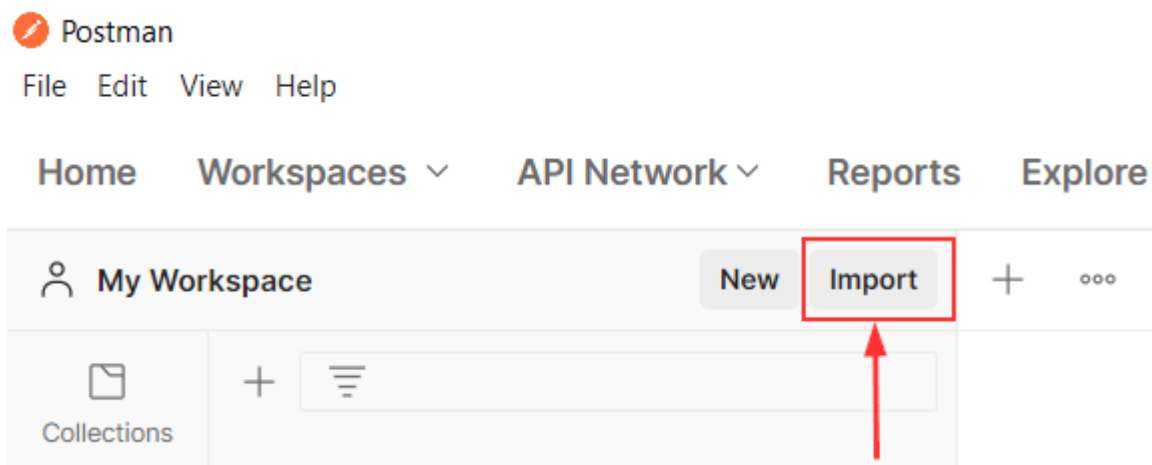 Postman
File Edit View Help
Home Workspaces API Network Reports Explore
My Workspace New Import
Collections